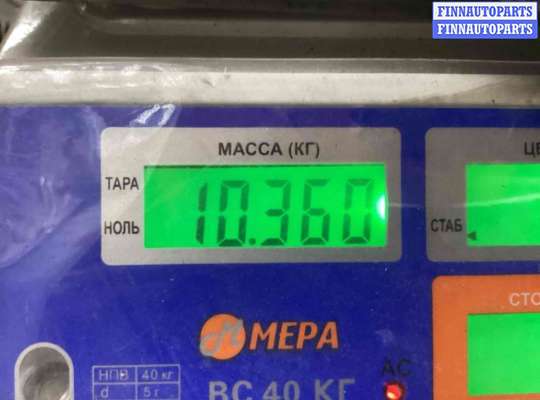 FINNAUTOPARTS
FINNAUTOPARTS
МАССА (КГ)
ТАРА
10.360
НОЛЬ
СТАБ
МЕРА
АС
НПВ 40 кг
d 5 г
ВС 40 КГ